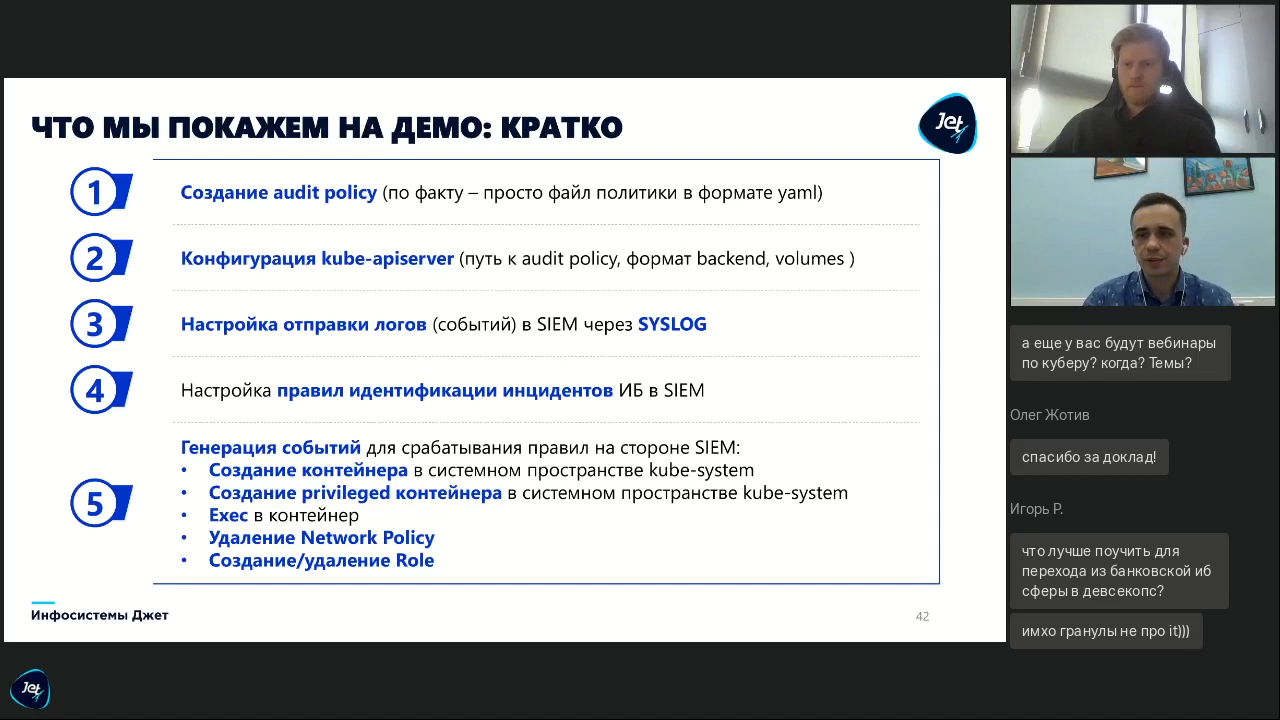 ЧТО МЫ ПОКАЖЕМ НА ДЕМО: КРАТКО
Jet
1
Создание audit policy (по факту – просто файл политики в формате yaml)
2
Конфигурация kube-apiserver (путь к audit policy, формат backend, volumes )
3
Настройка отправки логов (событий) в SIEM через SYSLOG
4
Настройка правил идентификации инцидентов ИБ в SIEM
5
Генерация событий для срабатывания правил на стороне SIEM:
• Создание контейнера в системном пространстве kube-system
• Создание privileged контейнера в системном пространстве kube-system
• Exec в контейнер
• Удаление Network Policy
• Создание/удаление Role
Инфосистемы Джет
42
Jet
а еще у вас будут вебинары
по куберу? когда? Темы?
Олег Жотив
спасибо за доклад!
Игорь Р.
что лучше поучить для
перехода из банковской иб
сферы в девсекопс?
имхо гранулы не про it)))